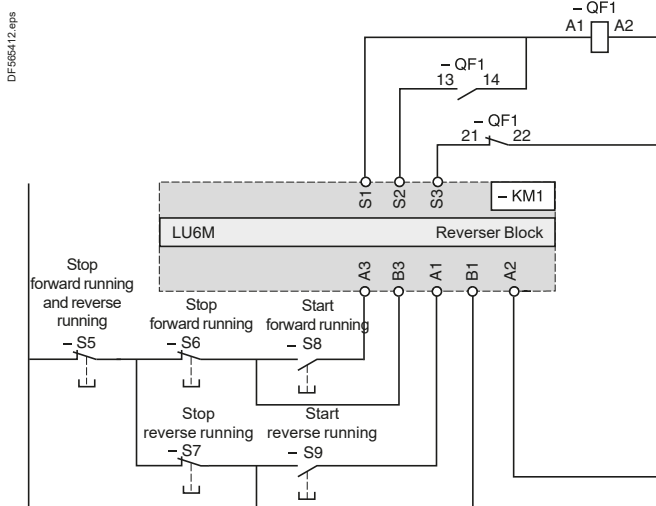 DF565412.eps
– QF1
A1 A2
– QF1
13 14
– QF1
21 22
S1
S2
S3
– KM1
LU6M
Reverser Block
A3
B3
A1
B1
A2
Stop
forward running
and reverse
running
– S5
Stop
forward running
– S6
Start
forward running
– S8
Stop
reverse running
– S7
Start
reverse running
– S9